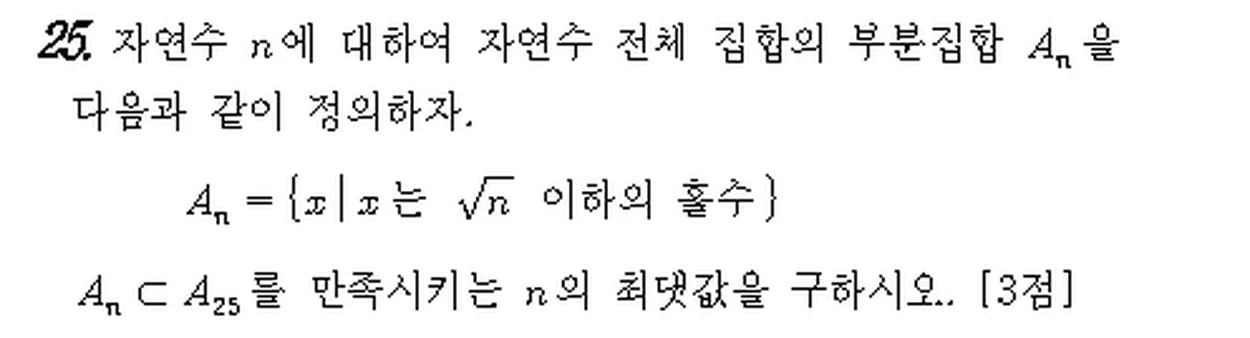 25. 자연수 n에 대하여 자연수 전체 집합의 부분집합 Aₙ을
다음과 같이 정의하자.
Aₙ = {x | x는 √n 이하의 홀수}
Aₙ ⊂ A₂₅를 만족시키는 n의 최댓값을 구하시오.. [3점]